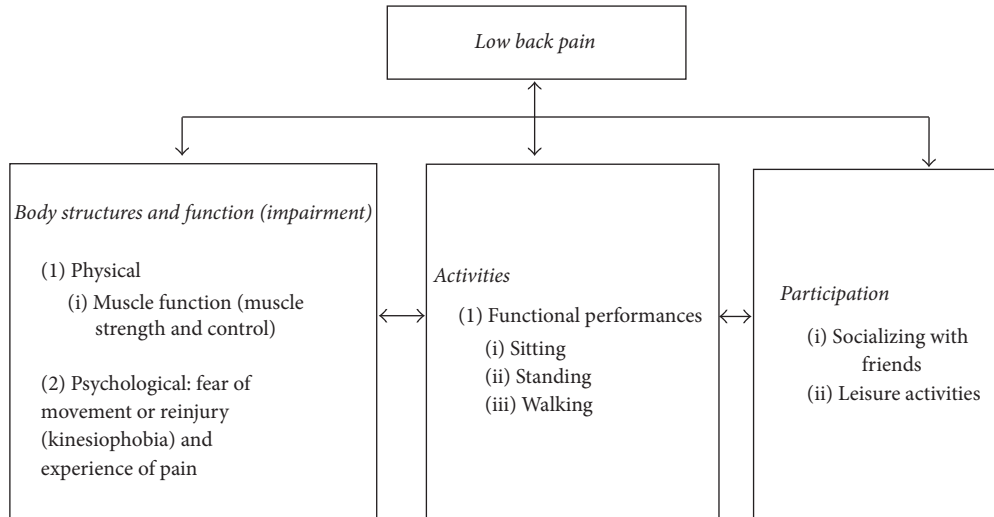 Low back pain
Body structures and function (impairment)
(1) Physical
(i) Muscle function (muscle
strength and control)
(2) Psychological: fear of
movement or reinjury
(kinesiophobia) and
experience of pain
Activities
(1) Functional performances
(i) Sitting
(ii) Standing
(iii) Walking
Participation
(i) Socializing with
friends
(ii) Leisure activities